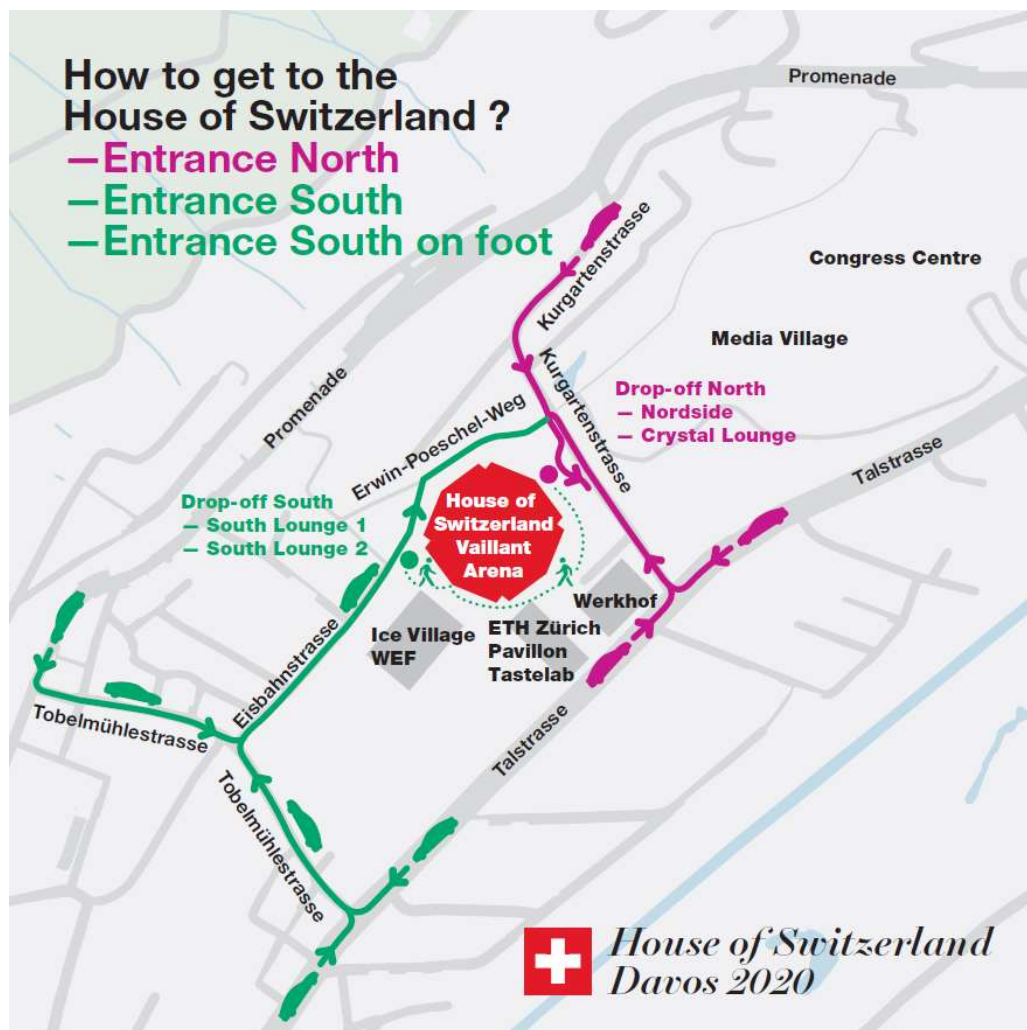 How to get to the
House of Switzerland ?
—Entrance North
—Entrance South
—Entrance South on foot
Promenade
Kurgartenstrasse
Congress Centre
Media Village
Kurgartenstrasse
Promenade
Drop-off North
— Nordside
— Crystal Lounge
Erwin-Poeschel-Weg
Talstrasse
Drop-off South
— South Lounge 1
— South Lounge 2
House of
Switzerland
Vaillant
Arena
Werkhof
Ice Village
WEF
ETH Zürich
Pavillon
Tastelab
Eisbahnstrasse
Tobelmühlestrasse
Talstrasse
Tobelmühlestrasse
House of Switzerland
Davos 2020